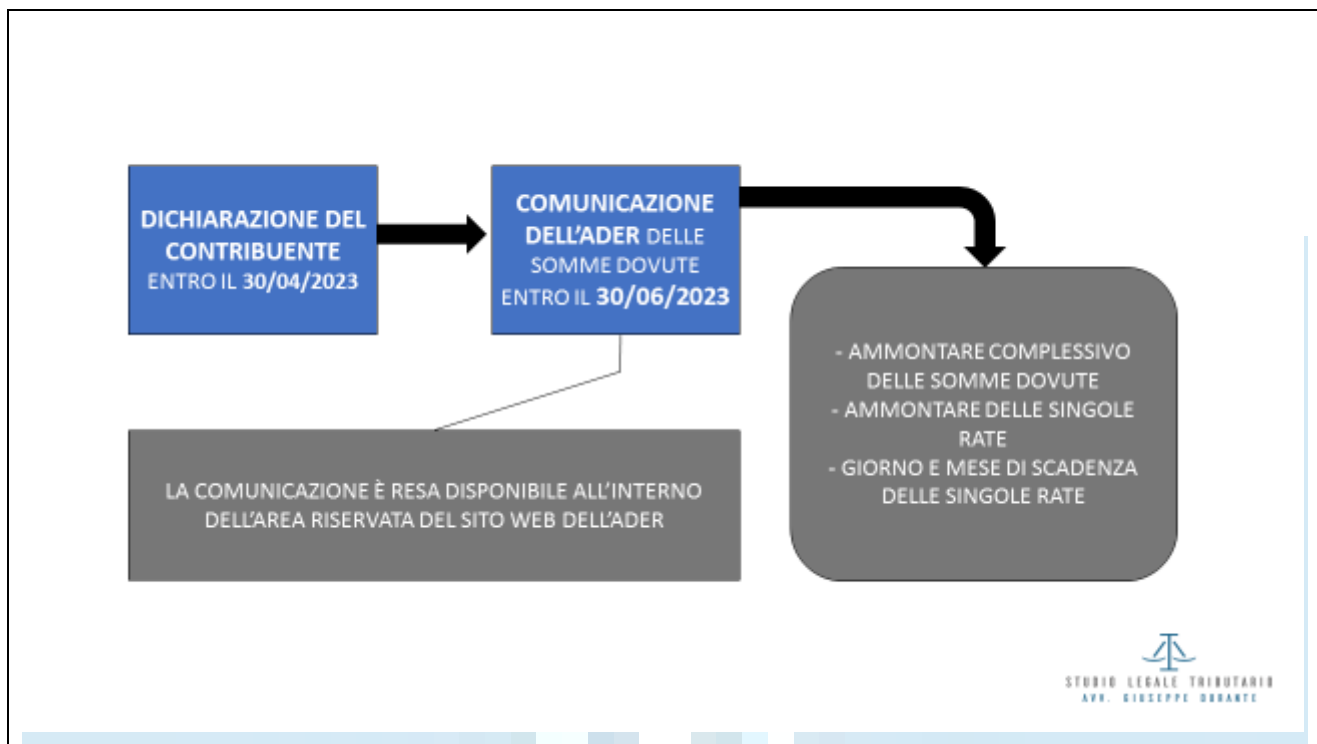 DICHIARAZIONE DEL
CONTRIBUENTE
ENTRO IL 30/04/2023
COMUNICAZIONE
DELL'ADER DELLE
SOMME DOVUTE
ENTRO IL 30/06/2023
- AMMONTARE COMPLESSIVO
DELLE SOMME DOVUTE
- AMMONTARE DELLE SINGOLE
RATE
- GIORNO E MESE DI SCADENZA
DELLE SINGOLE RATE
LA COMUNICAZIONE È RESA DISPONIBILE ALL'INTERNO
DELL'AREA RISERVATA DEL SITO WEB DELL'ADER
STUDIO LEGALE TRIBUTARIO
AVV. GIUSEPPE DURANTE